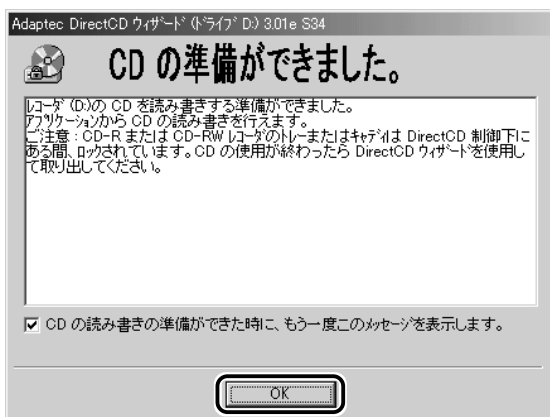 Adaptec DirectCD ウィザード (ドライブ D:) 3.01e S34
CD の準備ができました。
レコーダ (D:)の CD を読み書きする準備ができました。
アプリケーションから CD の読み書きを行えます。
ご注意 : CD-R または CD-RW レコーダのトレーまたはキャディは DirectCD 制御下に
ある間、ロックされています。CD の使用が終わったら DirectCD ウィザードを使用し
て取り出してください。
CD の読み書きの準備ができた時に、もう一度このメッセージを表示します。
OK